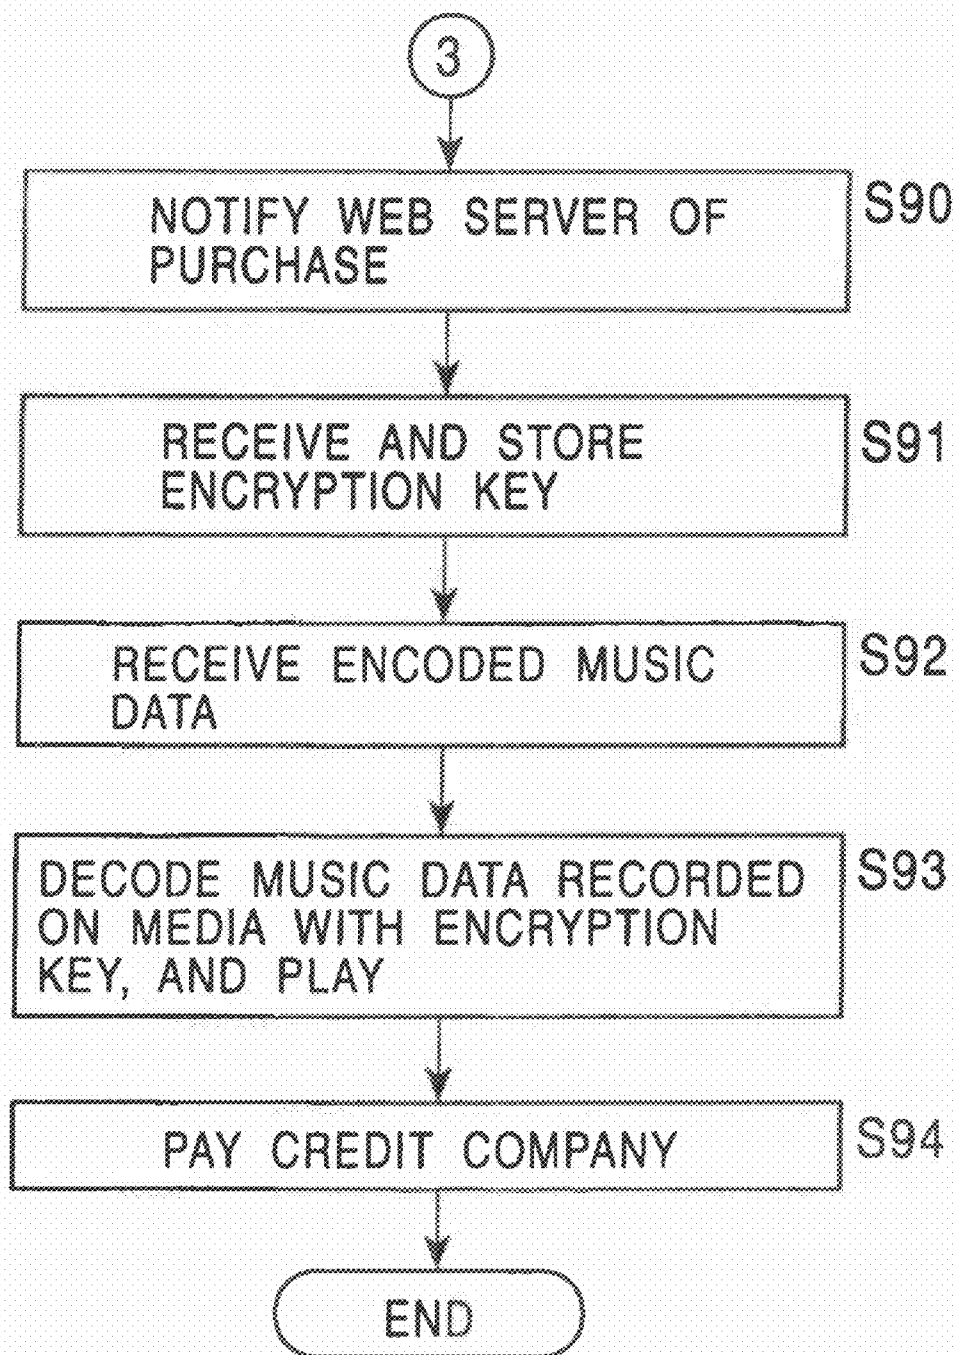 3
NOTIFY WEB SERVER OF
PURCHASE
S90
RECEIVE AND STORE
ENCRYPTION KEY
S91
RECEIVE ENCODED MUSIC
DATA
S92
DECODE MUSIC DATA RECORDED
ON MEDIA WITH ENCRYPTION
KEY, AND PLAY
S93
PAY CREDIT COMPANY
S94
END